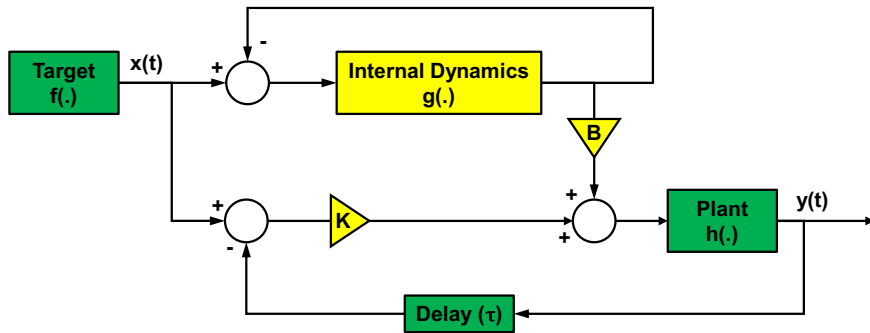 -
Target
f(.)
x(t)
+
Internal Dynamics
g(.)
B
+
K
+
+
-
Plant
h(.)
y(t)
Delay (τ)